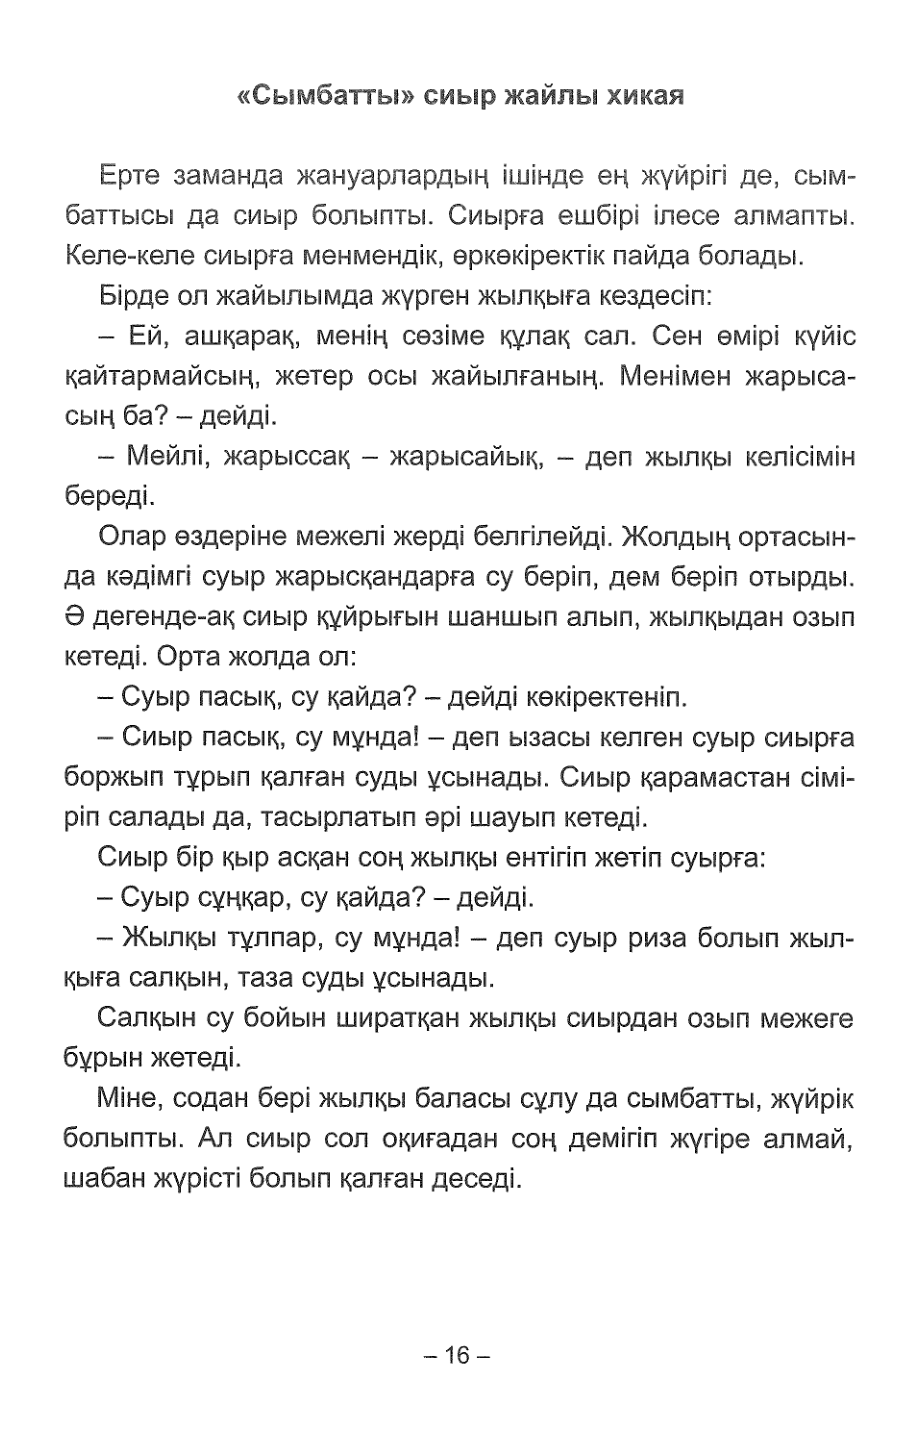 «Сымбатты» сиыр жайлы хикая
Ерте заманда жануарлардың ішінде ең жүйрігі де, сым-
баттысы да сиыр болыпты. Сиырға ешбірі ілесе алмапты.
Келе-келе сиырға менмендік, өркөкіректік пайда болады.
Бірде ол жайылымда жүрген жылқыға кездесіп:
– Ей, ашқарақ, менің сөзіме құлақ сал. Сен өмірі күйіс
қайтармайсың, жетер осы жайылғаның. Менімен жарыса-
сың ба? – дейді.
– Мейлі, жарыссақ – жарысайық, – деп жылқы келісімін
береді.
Олар өздеріне межелі жерді белгілейді. Жолдың ортасын-
да кәдімгі суыр жарысқандарға су беріп, дем беріп отырды.
Ә дегенде-ақ сиыр құйрығын шаншып алып, жылқыдан озып
кетеді. Орта жолда ол:
– Суыр пасық, су қайда? – дейді көкіректеніп.
– Сиыр пасық, су мұнда! – деп ызасы келген суыр сиырға
боржып тұрып қалған суды ұсынады. Сиыр қарамастан сімі-
ріп салады да, тасырлатып әрі шауып кетеді.
Сиыр бір қыр асқан соң жылқы ентігіп жетіп суырға:
– Суыр сұңқар, су қайда? – дейді.
– Жылқы тұлпар, су мұнда! – деп суыр риза болып жыл-
қыға салқын, таза суды ұсынады.
Салқын су бойын ширатқан жылқы сиырдан озып межеге
бұрын жетеді.
Міне, содан бері жылқы баласы сұлу да сымбатты, жүйрік
болыпты. Ал сиыр сол оқиғадан соң демігіп жүгіре алмай,
шабан жүрісті болып қалған деседі.
– 16 –